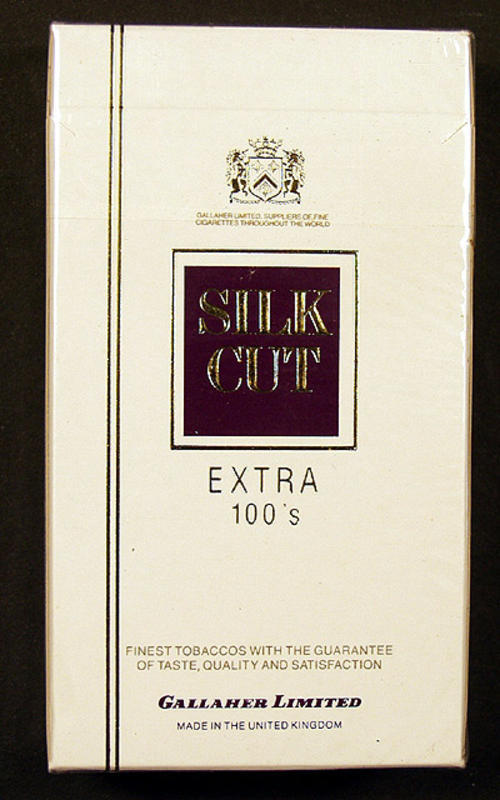 GALLAHER LIMITED, SUPPLIERS OF FINE
CIGARETTES THROUGHOUT THE WORLD
SILK
CUT
EXTRA
100's
FINEST TOBACCOS WITH THE GUARANTEE
OF TASTE, QUALITY AND SATISFACTION
GALLAHER LIMITED
MADE IN THE UNITED KINGDOM